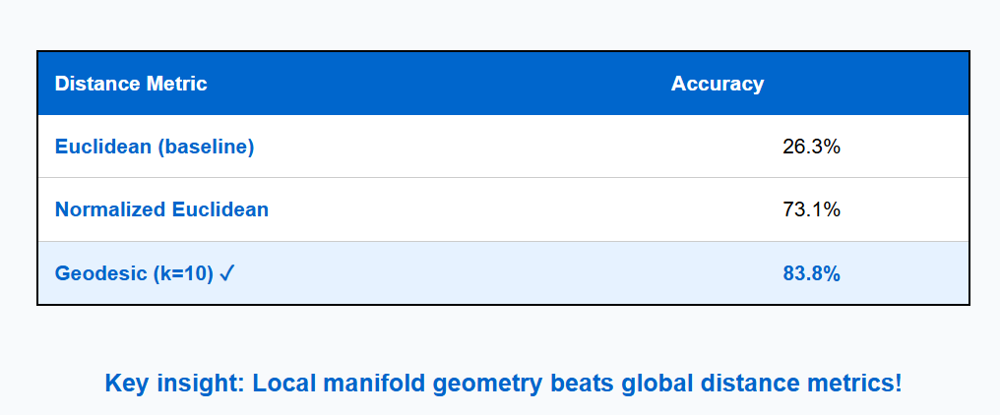 Distance Metric Accuracy
Euclidean (baseline) 26.3%
Normalized Euclidean 73.1%
Geodesic (k=10) ✓ 83.8%
Key insight: Local manifold geometry beats global distance metrics!